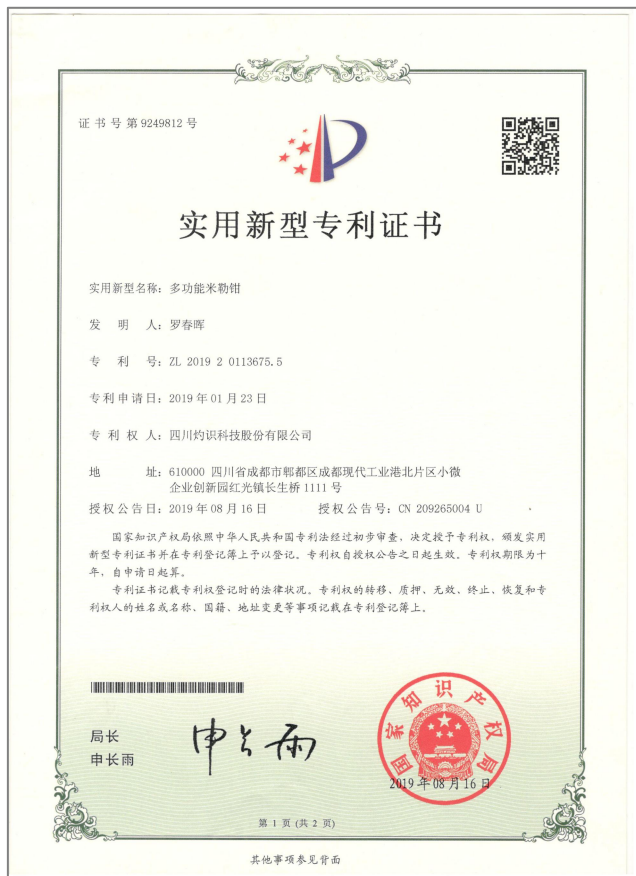 证书号第9249812号
实用新型专利证书
实用新型名称：多功能米勒钳
发明人：罗春晖
专利号：ZL 2019 2 0113675.5
专利申请日：2019年01月23日
专利权人：四川灼识科技股份有限公司
地址：610000 四川省成都市郫都区成都现代工业港北片区小微
企业创新园红光镇长生桥1111号
授权公告日：2019年08月16日 授权公告号：CN 209265004 U
国家知识产权局依照中华人民共和国专利法经过初步审查，决定授予专利权，颁发实用
新型专利证书并在专利登记簿上予以登记。专利权自授权公告之日起生效。专利权期限为十
年，自申请日起算。
专利证书记载专利权登记时的法律状况。专利权的转移、质押、无效、终止、恢复和专
利权人的姓名或名称、国籍、地址变更等事项记载在专利登记簿上。
局长
申长雨
申长雨
国家知识产权局
2019年08月16日
第1页(共2页)
其他事项参见背面